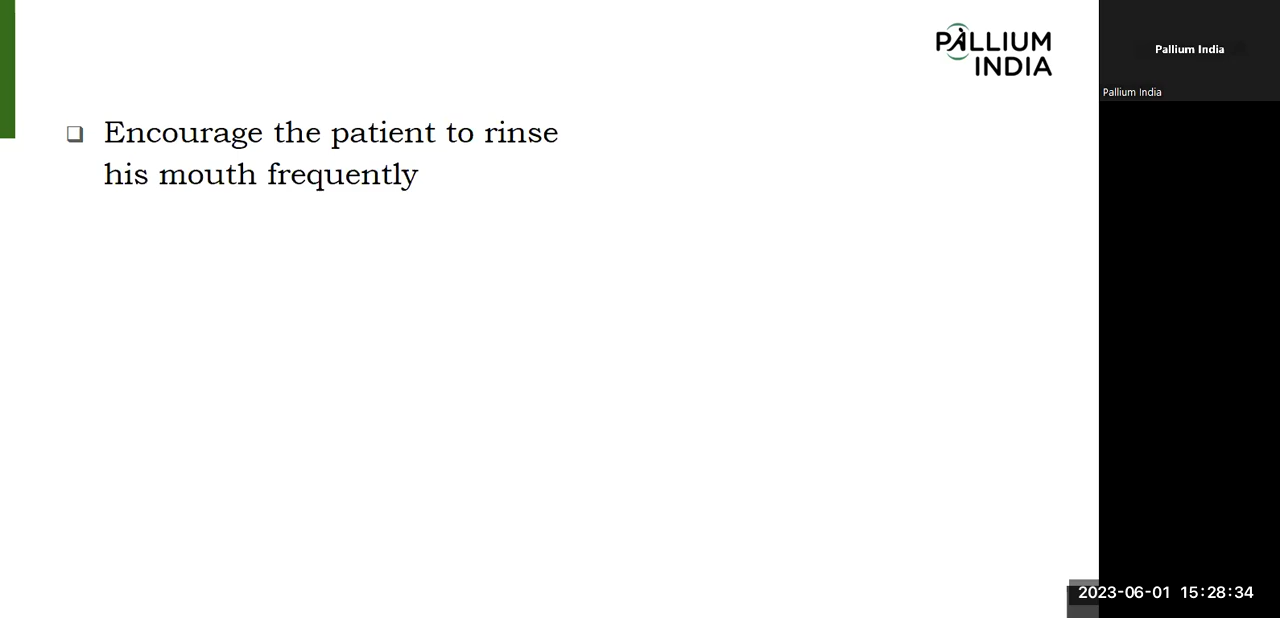 PALLIUM
INDIA
Pallium India
Pallium India
❑ Encourage the patient to rinse
his mouth frequently
2023-06-01 15:28:34